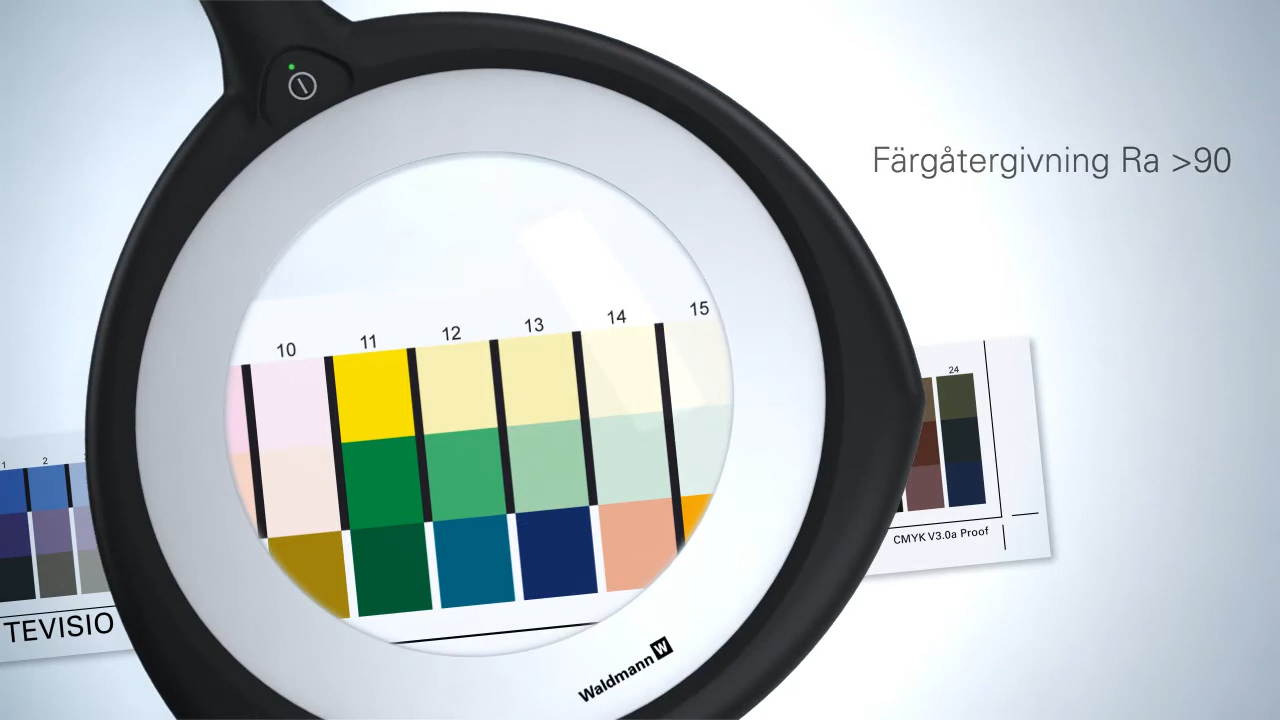 Färgåtergivning Ra >90
10 11 12 13 14 15
24
1 2
CMYK V3.0a Proof
TEVISIO
Waldmann W